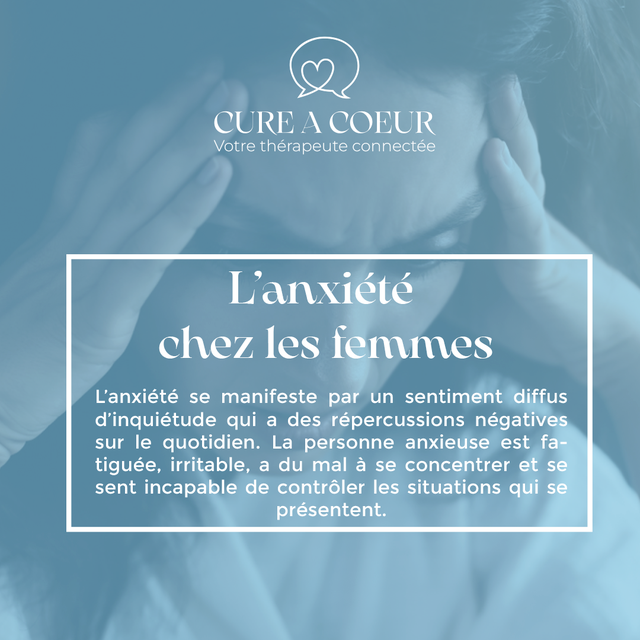 CURE A COEUR
Votre thérapeute connectée
L'anxiété
chez les femmes
L'anxiété se manifeste par un sentiment diffus
d'inquiétude qui a des répercussions négatives
sur le quotidien. La personne anxieuse est fa-
tiguée, irritable, a du mal à se concentrer et se
sent incapable de contrôler les situations qui se
présentent.